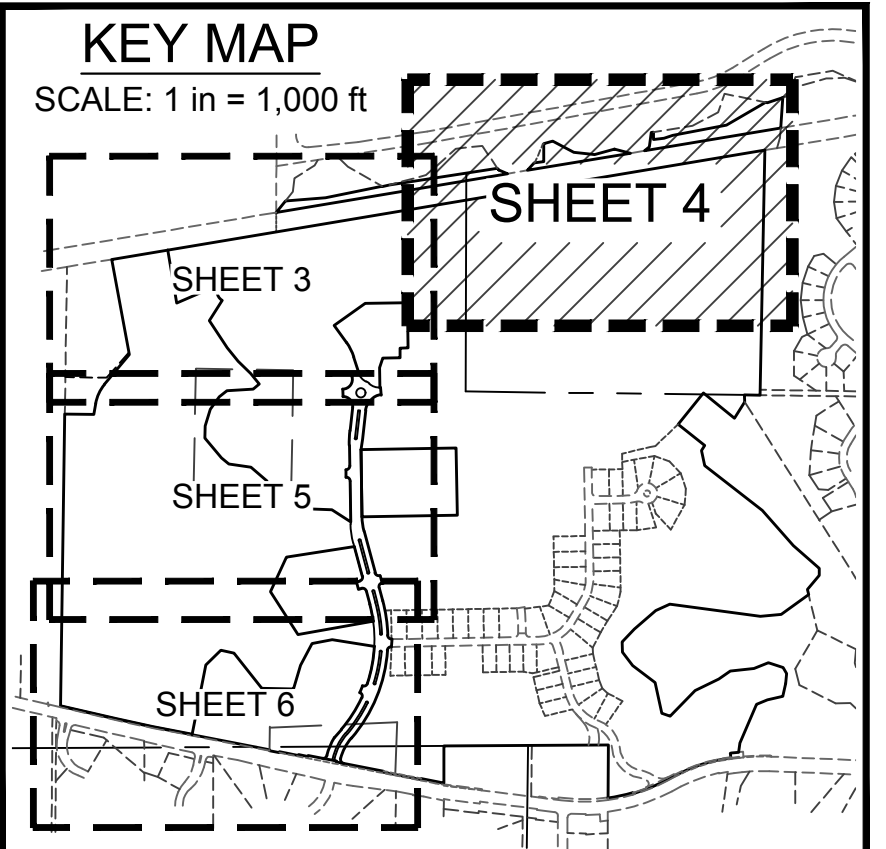 KEY MAP
SCALE: 1 in = 1,000 ft
SHEET 4
SHEET 3
SHEET 5
SHEET 6